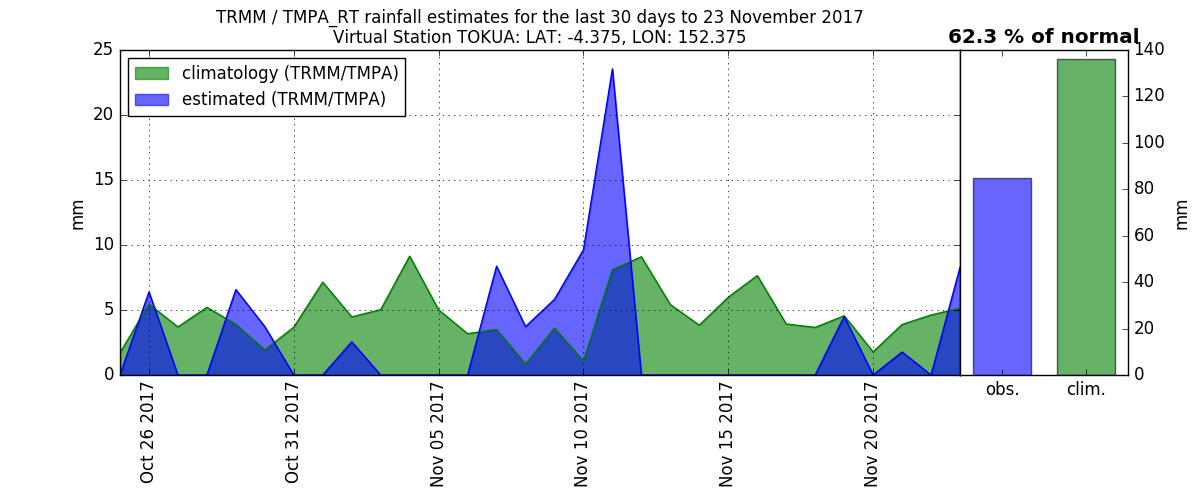 TRMM / TMPA_RT rainfall estimates for the last 30 days to 23 November 2017
Virtual Station TOKUA: LAT: -4.375, LON: 152.375
62.3 % of normal
climatology (TRMM/TMPA)
estimated (TRMM/TMPA)
mm
25
20
15
10
5
0
Oct 26 2017
Oct 31 2017
Nov 05 2017
Nov 10 2017
Nov 15 2017
Nov 20 2017
obs.
clim.
140
120
100
80
60
40
20
0
mm